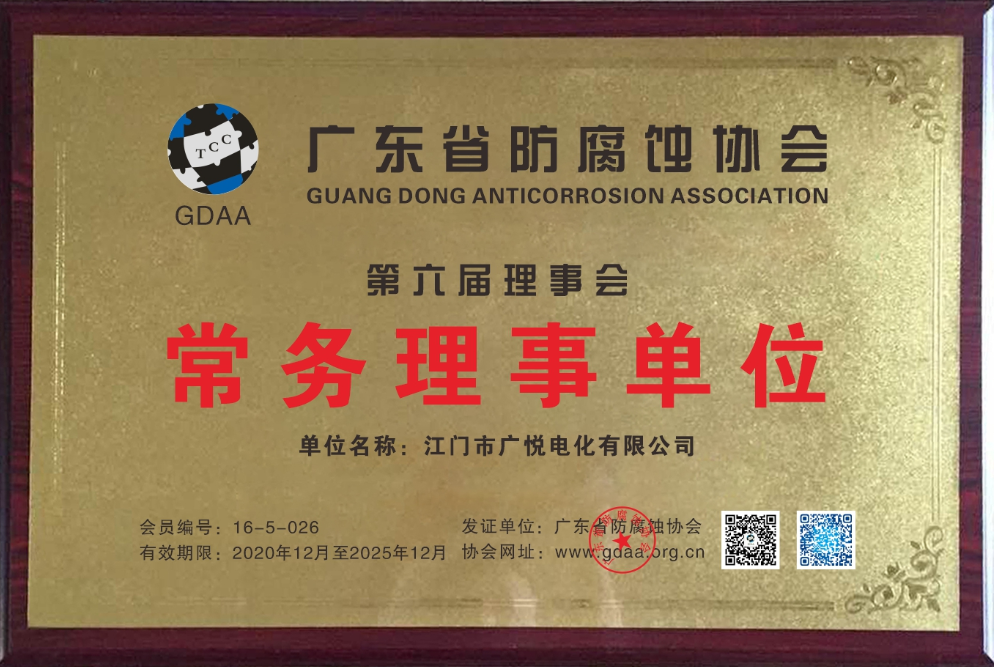 TCC
GDAA
广东省防腐蚀协会
GUANG DONG ANTICORROSION ASSOCIATION
第六届理事会
常务理事单位
单位名称：江门市广悦电化有限公司
会员编号：16-5-026
发证单位：广东省防腐蚀协会
有效期限：2020年12月至2025年12月
协会网址：www.gdaa.org.cn